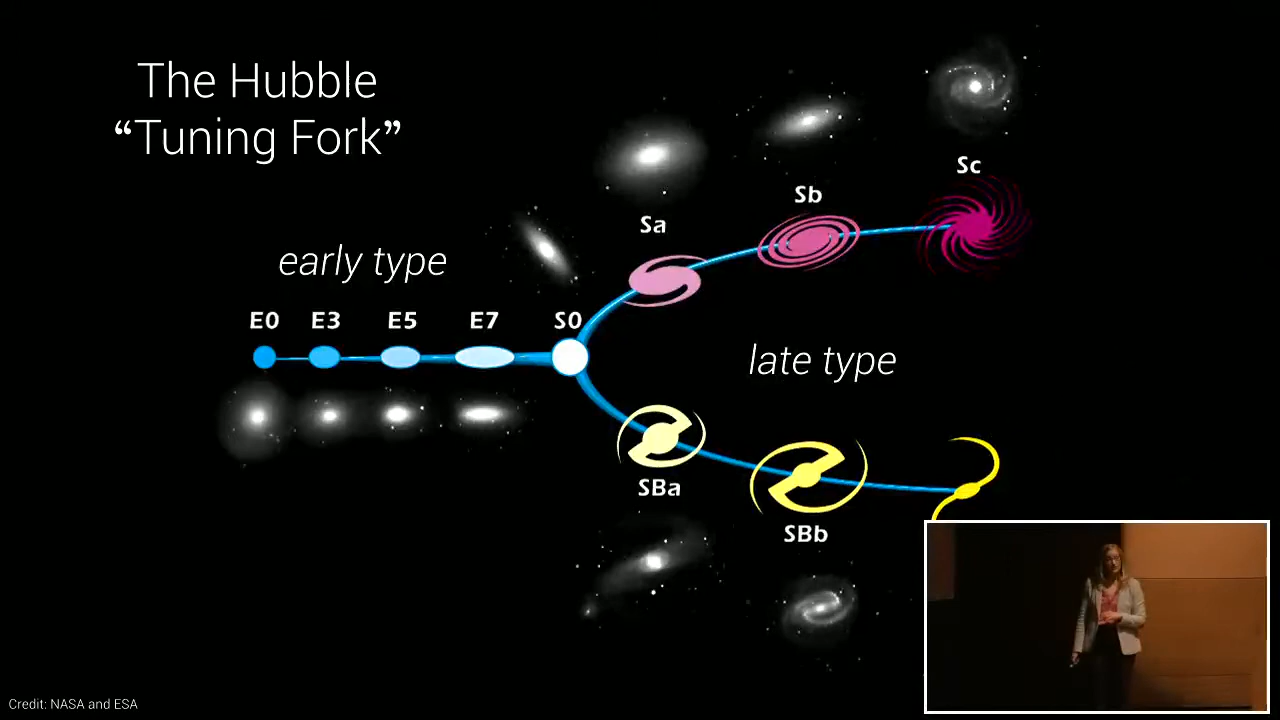 The Hubble
“Tuning Fork”
early type
E0 E3 E5 E7 S0
Sa
Sb
Sc
late type
SBa
SBb
Credit: NASA and ESA